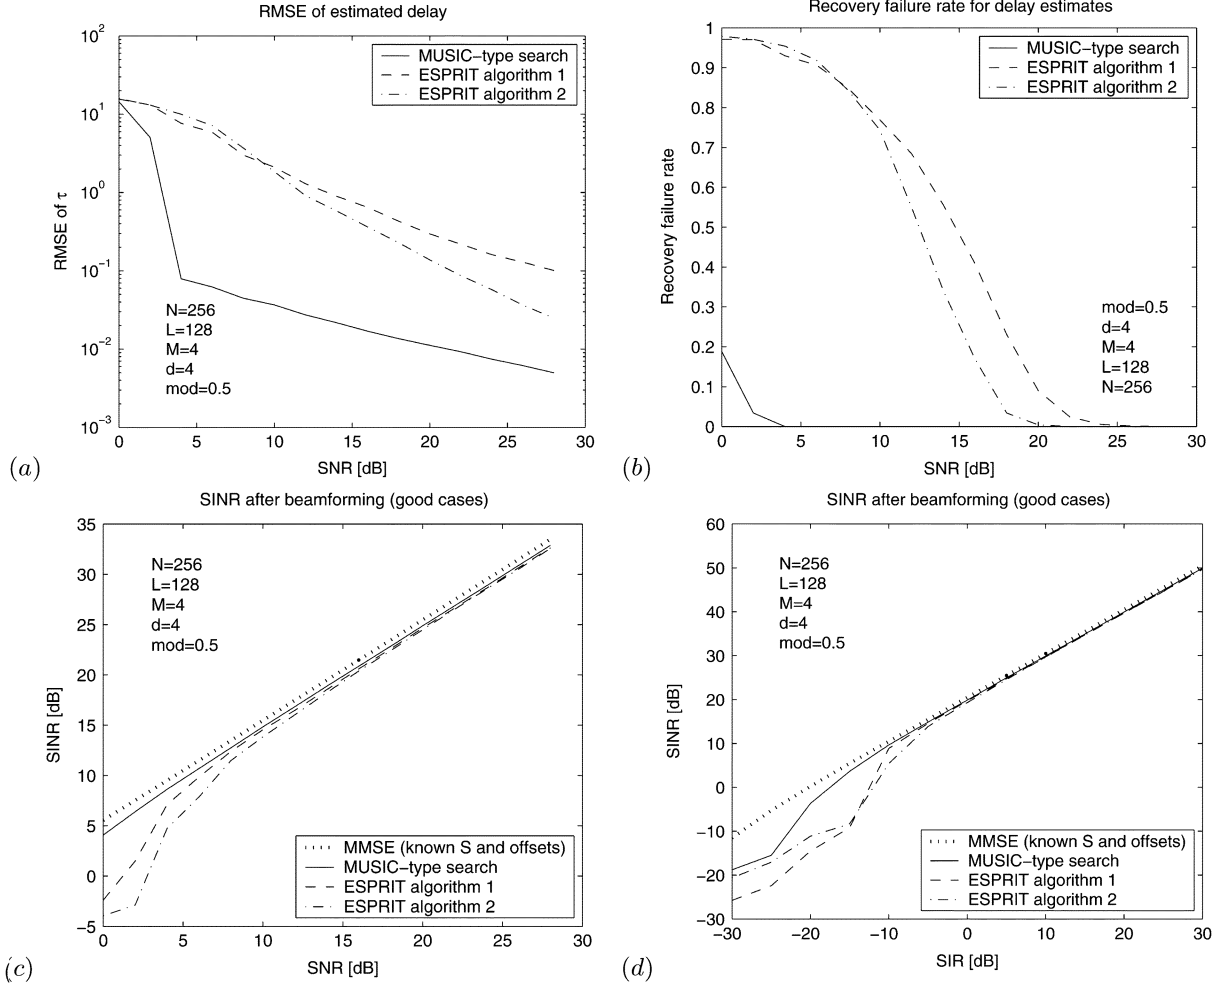 RMSE of estimated delay
10^2
10^1
10^0
10^-1
10^-2
10^-3
RMSE of τ
MUSIC−type search
ESPRIT algorithm 1
ESPRIT algorithm 2
N=256
L=128
M=4
d=4
mod=0.5
0 5 10 15 20 25 30
SNR [dB]
(a)
Recovery failure rate for delay estimates
1
0.9
0.8
0.7
0.6
0.5
0.4
0.3
0.2
0.1
0
Recovery failure rate
MUSIC−type search
ESPRIT algorithm 1
ESPRIT algorithm 2
mod=0.5
d=4
M=4
L=128
N=256
0 5 10 15 20 25 30
SNR [dB]
(b)
SINR after beamforming (good cases)
35
30
25
20
15
10
5
0
−5
SINR [dB]
N=256
L=128
M=4
d=4
mod=0.5
MMSE (known S and offsets)
MUSIC−type search
ESPRIT algorithm 1
ESPRIT algorithm 2
0 5 10 15 20 25 30
SNR [dB]
(c)
SINR after beamforming (good cases)
60
50
40
30
20
10
0
−10
−20
−30
SINR [dB]
N=256
L=128
M=4
d=4
mod=0.5
MMSE (known S and offsets)
MUSIC−type search
ESPRIT algorithm 1
ESPRIT algorithm 2
−30 −20 −10 0 10 20 30
SIR [dB]
(d)